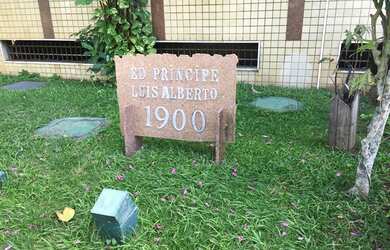 ED PRINCIPE
LUIS ALBERTO
1900